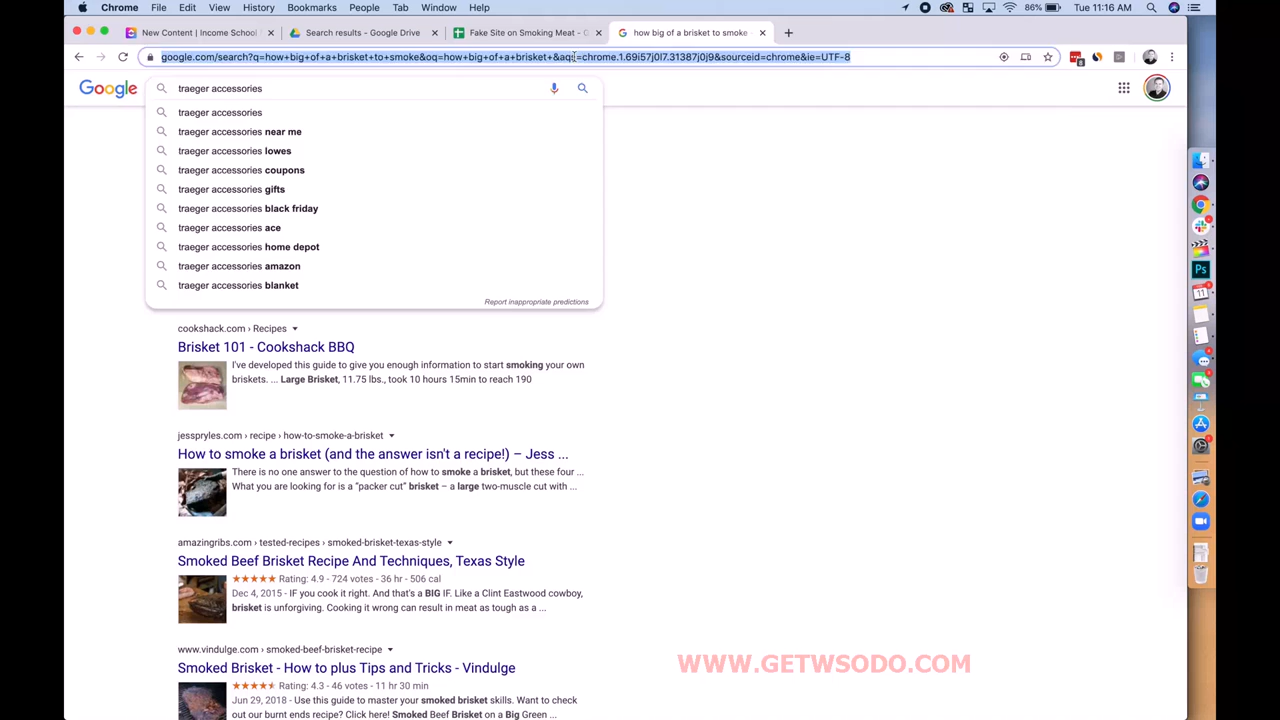 Chrome File Edit View History Bookmarks People Tab Window Help 86% Tue 11:16 AM
New Content | Income School Search results - Google Drive Fake Site on Smoking Meat - G how big of a brisket to smoke
google.com/search?q=how+big+of+a+brisket+to+smoke&oq=how+big+of+a+brisket+&aqs=chrome.1.69i57j0l7.31387j0j9&sourceid=chrome&ie=UTF-8
Google traeger accessories
traeger accessories
traeger accessories near me
traeger accessories lowes
traeger accessories coupons
traeger accessories gifts
traeger accessories black friday
traeger accessories ace
traeger accessories home depot
traeger accessories amazon
traeger accessories blanket
Report inappropriate predictions
cookshack.com › Recipes
Brisket 101 - Cookshack BBQ
I've developed this guide to give you enough information to start smoking your own
briskets. ... Large Brisket, 11.75 lbs., took 10 hours 15min to reach 190
jesspryles.com › recipe › how-to-smoke-a-brisket
How to smoke a brisket (and the answer isn't a recipe!) – Jess ...
There is no one answer to the question of how to smoke a brisket, but these four ...
What you are looking for is a “packer cut” brisket – a large two-muscle cut with ...
amazingribs.com › tested-recipes › smoked-brisket-texas-style
Smoked Beef Brisket Recipe And Techniques, Texas Style
Rating: 4.9 - 724 votes - 36 hr - 506 cal
Dec 4, 2015 - IF you cook it right. And that's a BIG IF. Like a Clint Eastwood cowboy,
brisket is unforgiving. Cooking it wrong can result in meat as tough as a ...
www.vindulge.com › smoked-beef-brisket-recipe
Smoked Brisket - How to plus Tips and Tricks - Vindulge
Rating: 4.3 - 46 votes - 11 hr 30 min
Jun 29, 2018 - Use this guide to master your smoked brisket skills. Want to check
out our burnt ends recipe? Click here! Smoked Beef Brisket on a Big Green ...
WWW.GETWSODO.COM